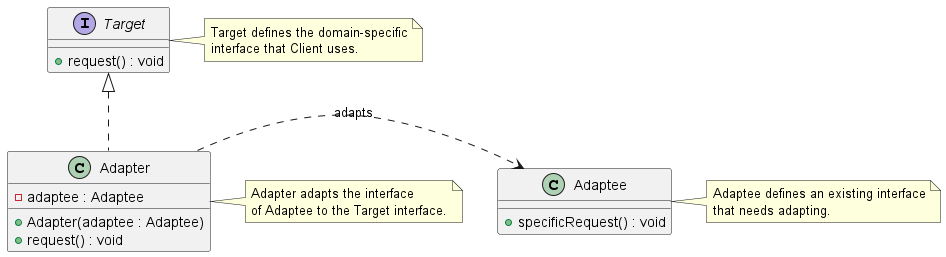 I Target
+ request() : void
Target defines the domain-specific
interface that Client uses.
adapts
C Adapter
adaptee : Adaptee
Adapter(adaptee : Adaptee)
request() : void
Adapter adapts the interface
of Adaptee to the Target interface.
C Adaptee
specificRequest() : void
Adaptee defines an existing interface
that needs adapting.